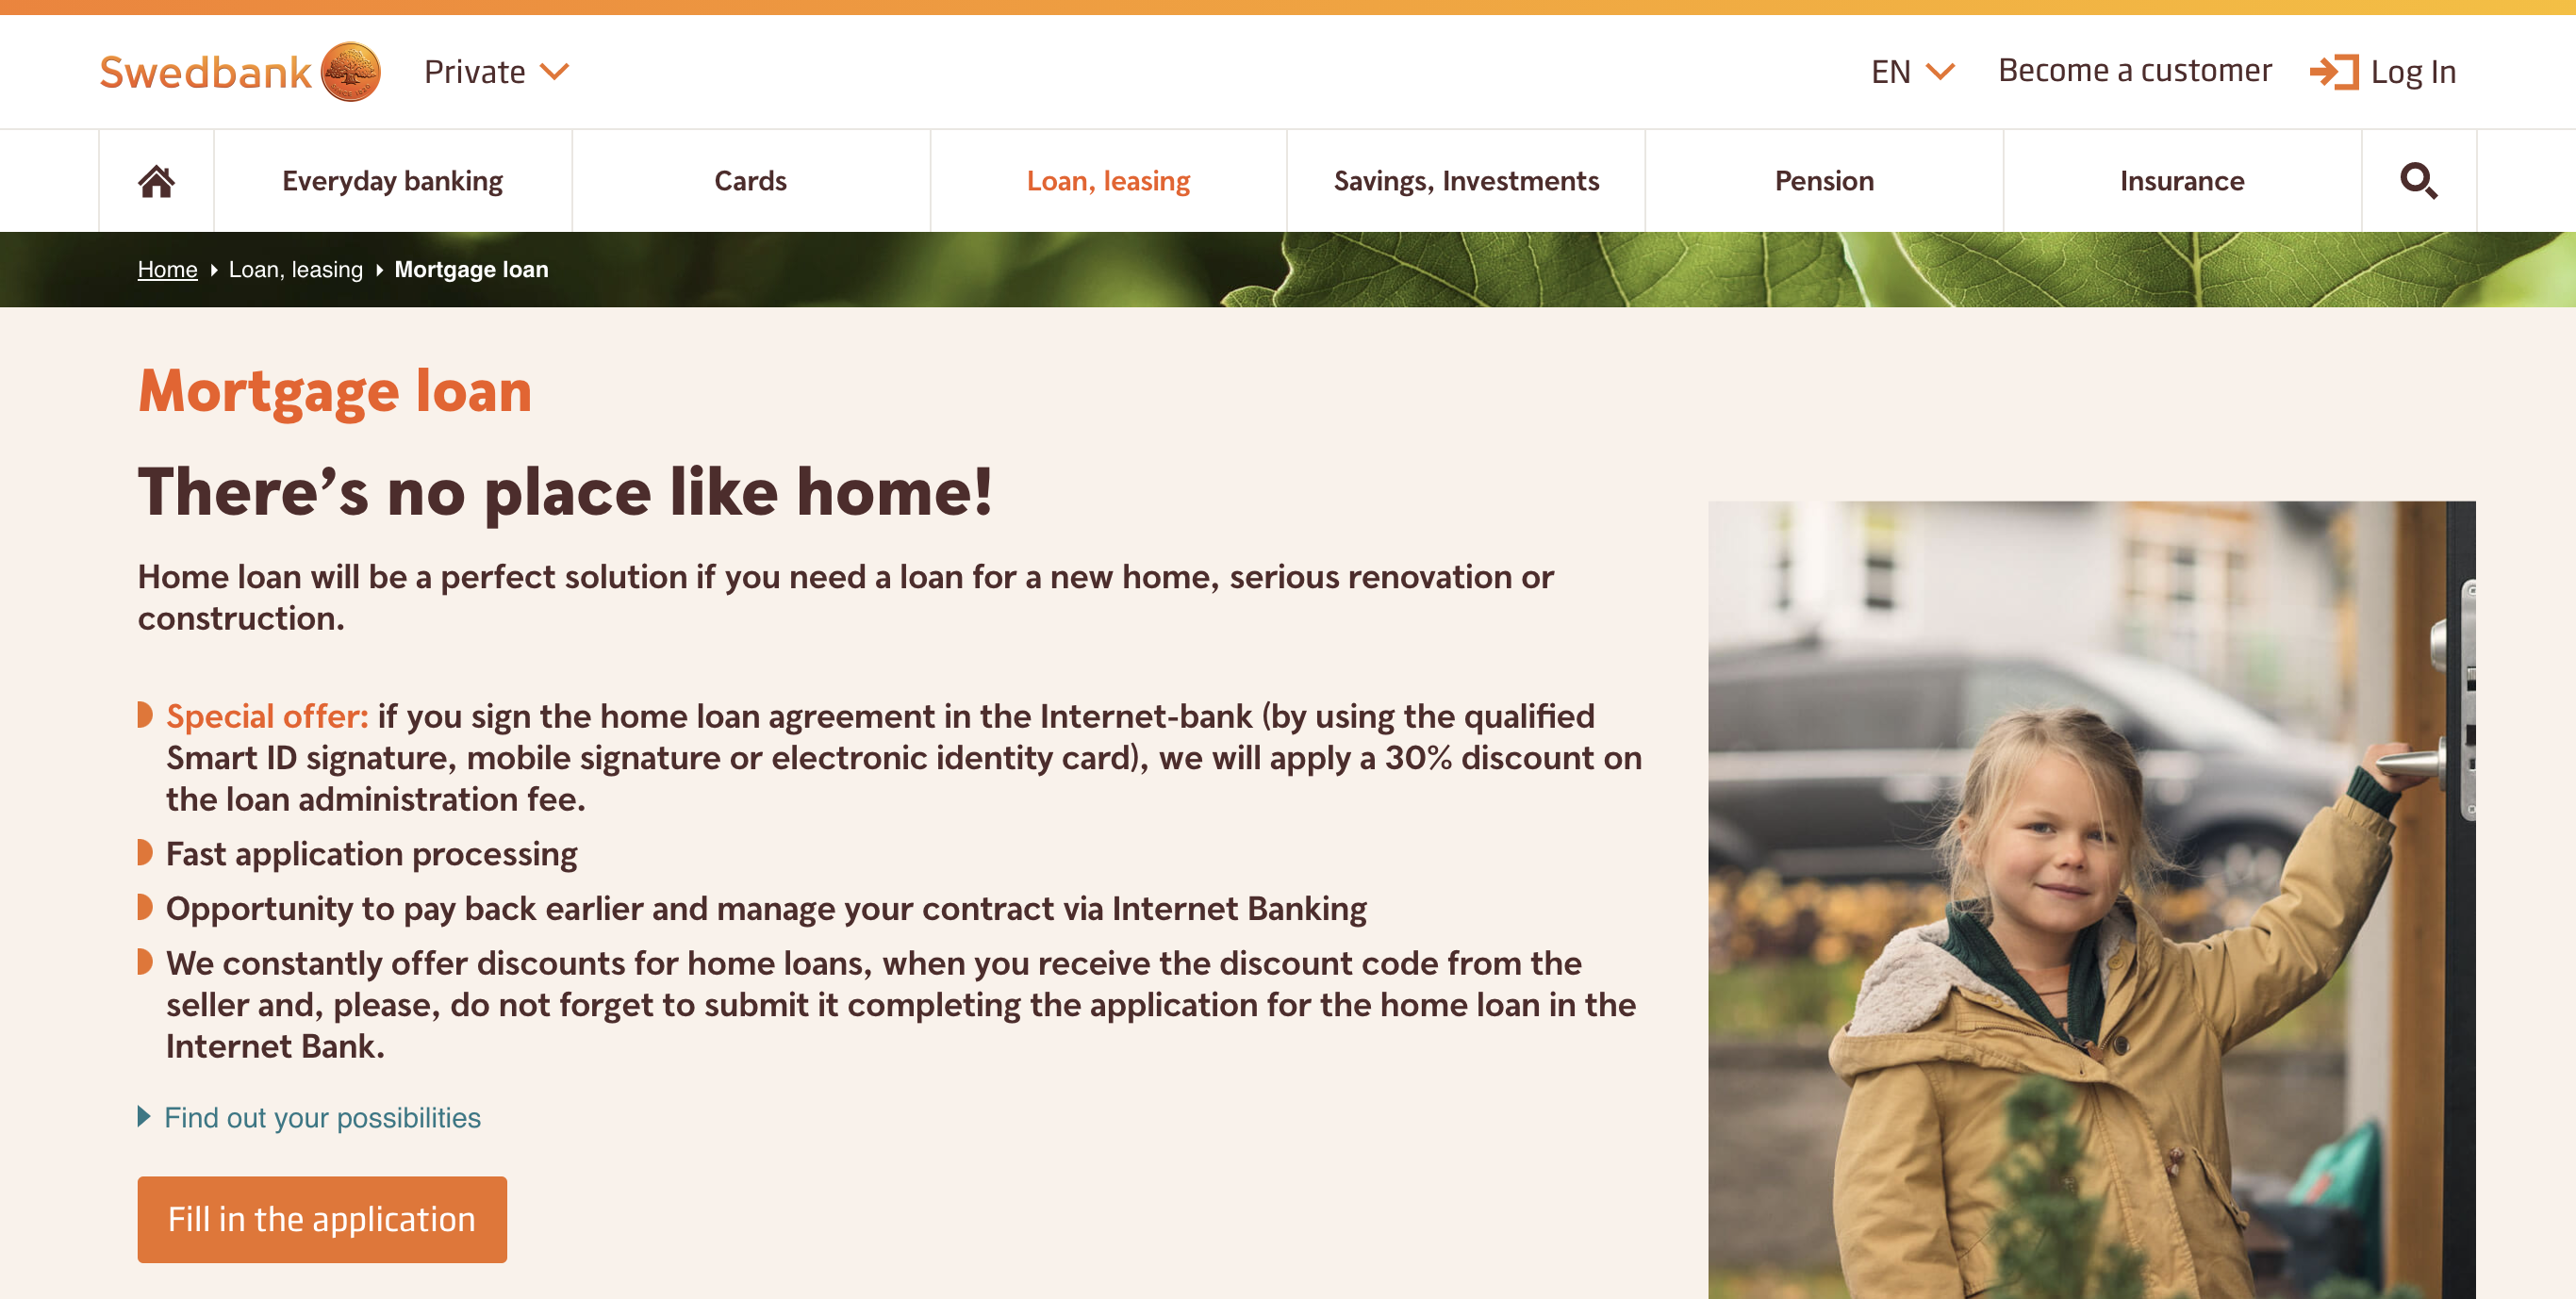 Swedbank
Private
EN
Become a customer
Log In
Everyday banking
Cards
Loan, leasing
Savings, Investments
Pension
Insurance
Home
Loan, leasing
Mortgage loan
Mortgage loan
There's no place like home!
Home loan will be a perfect solution if you need a loan for a new home, serious renovation or
construction.
Special offer: if you sign the home loan agreement in the Internet-bank (by using the qualified
Smart ID signature, mobile signature or electronic identity card), we will apply a 30% discount on
the loan administration fee.
Fast application processing
Opportunity to pay back earlier and manage your contract via Internet Banking
We constantly offer discounts for home loans, when you receive the discount code from the
seller and, please, do not forget to submit it completing the application for the home loan in the
Internet Bank.
Find out your possibilities
Fill in the application